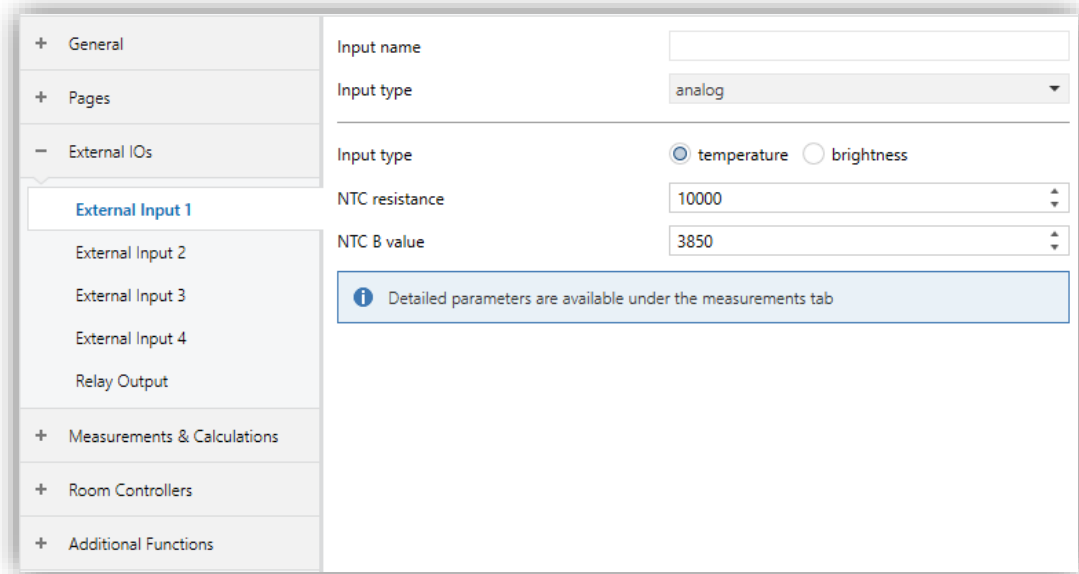 General
Pages
External IOs
External Input 1
External Input 2
External Input 3
External Input 4
Relay Output
Measurements & Calculations
Room Controllers
Additional Functions
Input name
Input type analog
Input type temperature brightness
NTC resistance 10000
NTC B value 3850
Detailed parameters are available under the measurements tab